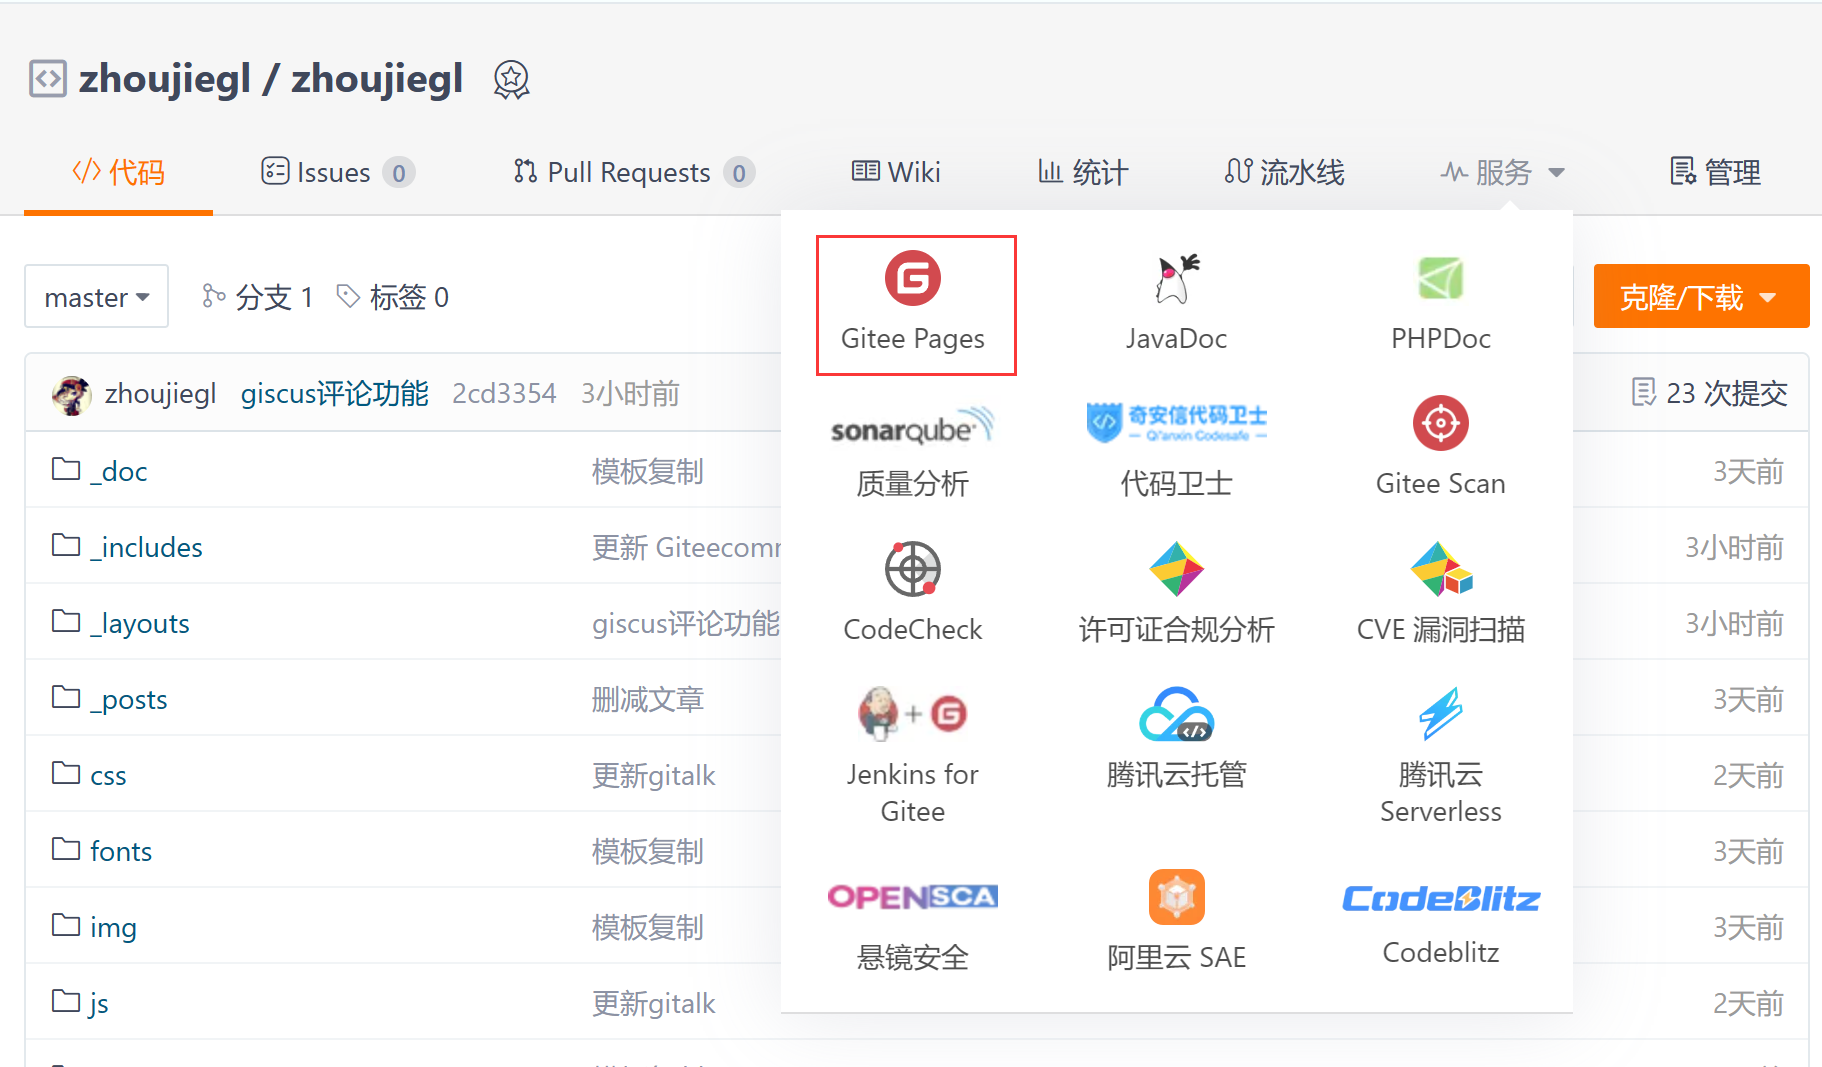 zhoujiegl / zhoujiegl
代码 Issues 0 Pull Requests 0 Wiki 统计 流水线 服务 管理
master 分支 1 标签 0 克隆/下载
zhoujiegl giscus评论功能 2cd3354 3小时前 23 次提交
_doc 模板复制 3天前
_includes 更新 Giteecomm 3小时前
_layouts giscus评论功能 3小时前
_posts 删减文章 3天前
css 更新gitalk 2天前
fonts 模板复制 3天前
img 模板复制 3天前
js 更新gitalk 2天前
Gitee Pages JavaDoc PHPDoc
sonarqube 奇安信代码卫士
Qi'anxin Codesafe
质量分析 代码卫士 Gitee Scan
CodeCheck 许可证合规分析 CVE 漏洞扫描
Jenkins for Gitee 腾讯云托管 腾讯云 Serverless
OPENSCA CodeBlitz
悬镜安全 阿里云 SAE Codeblitz